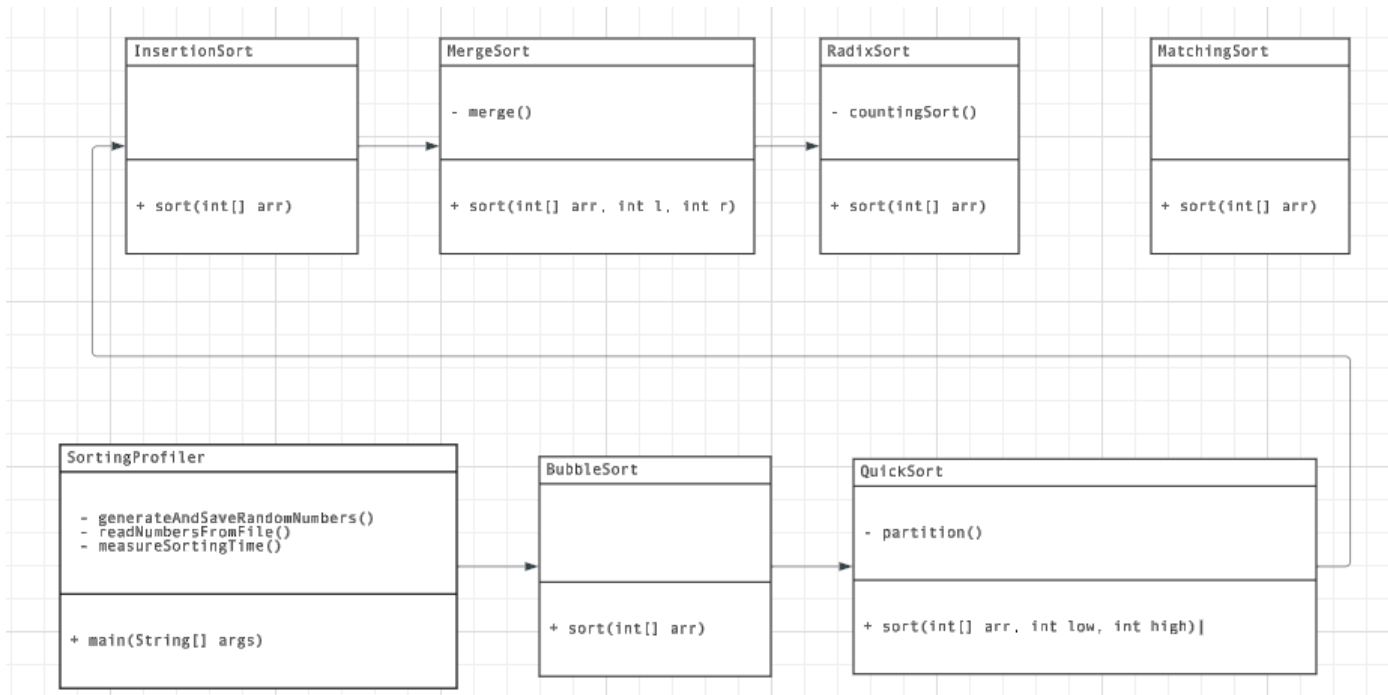 InsertionSort
+ sort(int[] arr)
MergeSort
- merge()
+ sort(int[] arr, int l, int r)
RadixSort
- countingSort()
+ sort(int[] arr)
MatchingSort
+ sort(int[] arr)
SortingProfiler
- generateAndSaveRandomNumbers()
- readNumbersFromFile()
- measureSortingTime()
+ main(String[] args)
BubbleSort
+ sort(int[] arr)
QuickSort
- partition()
+ sort(int[] arr, int low, int high)